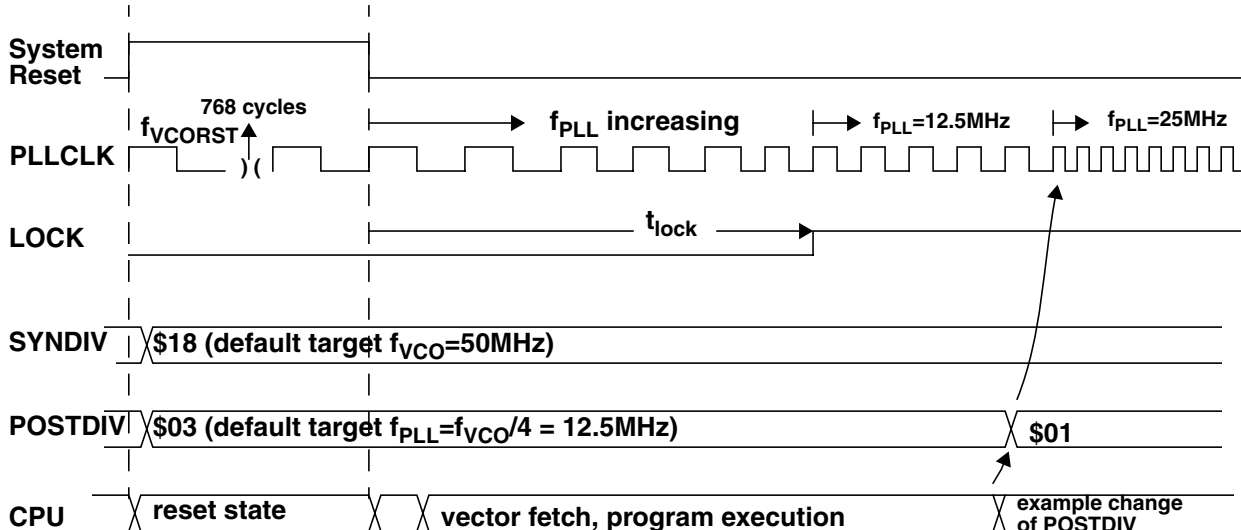 System
Reset
768 cycles
fVCORST
fPLL increasing
fPLL=12.5MHz
fPLL=25MHz
PLLCLK
) (
LOCK
tlock
SYNDIV
$18 (default target fVCO=50MHz)
POSTDIV
$03 (default target fPLL=fVCO/4 = 12.5MHz)
$01
CPU
reset state
vector fetch, program execution
example change
of POSTDIV